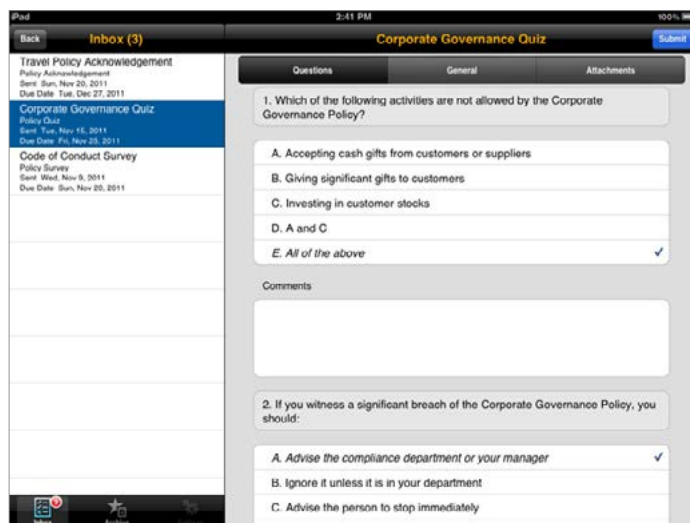 iPad
2:41 PM
100%
Back
Inbox (3)
Corporate Governance Quiz
Submit
Travel Policy Acknowledgement
Policy Acknowledgement
Sent Sun, Nov 20, 2011
Due Date Tue, Dec 27, 2011
Corporate Governance Quiz
Policy Quiz
Sent Tue, Nov 15, 2011
Due Date Fri, Nov 25, 2011
Code of Conduct Survey
Policy Survey
Sent Wed, Nov 9, 2011
Due Date Sun, Nov 20, 2011
Questions
General
Attachments
1. Which of the following activities are not allowed by the Corporate
Governance Policy?
A. Accepting cash gifts from customers or suppliers
B. Giving significant gifts to customers
C. Investing in customer stocks
D. A and C
E. All of the above
Comments
2. If you witness a significant breach of the Corporate Governance Policy, you
should:
A. Advise the compliance department or your manager
B. Ignore it unless it is in your department
C. Advise the person to stop immediately
Inbox